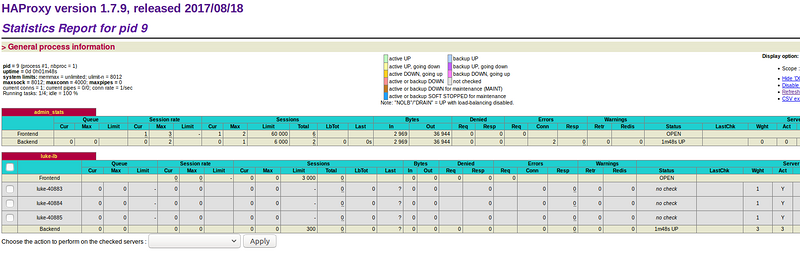 HAProxy version 1.7.9, released 2017/08/18
Statistics Report for pid 9
> General process information
pid = 9 (process #1, nbproc = 1)
uptime = 0d 0h01m48s
system limits: memmax = unlimited; ulimit-n = 8012
maxsock = 8012; maxconn = 4000; maxpipes = 0
current conns = 1; current pipes = 0/0; conn rate = 1/sec
Running tasks: 1/4; idle = 100 %
active UP backup UP
active UP, going down backup UP, going down
active DOWN, going up backup DOWN, going up
active or backup DOWN not checked
active or backup DOWN for maintenance (MAINT)
active or backup SOFT STOPPED for maintenance
Note: "NOLB"/"DRAIN" = UP with load-balancing disabled.
Display option:
• Scope :
• Hide 'D
• Disable
• Refresh
• CSV ex
admin_stats
Queue Session rate Sessions Bytes Denied Errors Warnings Serve
Cur Max Limit Cur Max Limit Cur Max Limit Total LbTot Last In Out Req Resp Req Conn Resp Retr Redis Status LastChk Wght Act
Frontend 1 3 - 1 2 60 000 6 2 969 36 944 0 0 0 OPEN
Backend 0 0 0 2 0 1 6 000 2 0 0s 2 969 36 944 0 0 2 0 0 0 1m48s UP 0 0
luke-lb
Queue Session rate Sessions Bytes Denied Errors Warnings Server
Cur Max Limit Cur Max Limit Cur Max Limit Total LbTot Last In Out Req Resp Req Conn Resp Retr Redis Status LastChk Wght Act
Frontend 0 0 - 0 0 3 000 0 0 0 0 0 0 OPEN
luke-40883 0 0 - 0 0 0 0 - 0 0 ? 0 0 0 0 0 0 0 no check 1 Y
luke-40884 0 0 - 0 0 0 0 - 0 0 ? 0 0 0 0 0 0 0 no check 1 Y
luke-40885 0 0 - 0 0 0 0 - 0 0 ? 0 0 0 0 0 0 0 no check 1 Y
Backend 0 0 0 0 0 0 300 0 0 ? 0 0 0 0 0 0 0 0 1m48s UP 3 3
Choose the action to perform on the checked servers : Apply